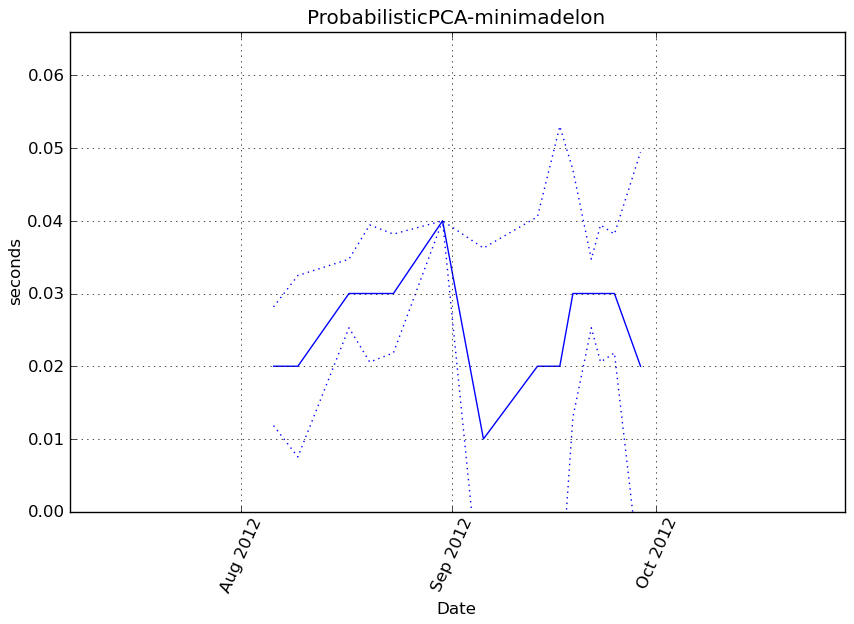 ProbabilisticPCA-minimadelon
0.06
0.05
0.04
0.03
0.02
0.01
0.00
seconds
Aug 2012
Sep 2012
Oct 2012
Date